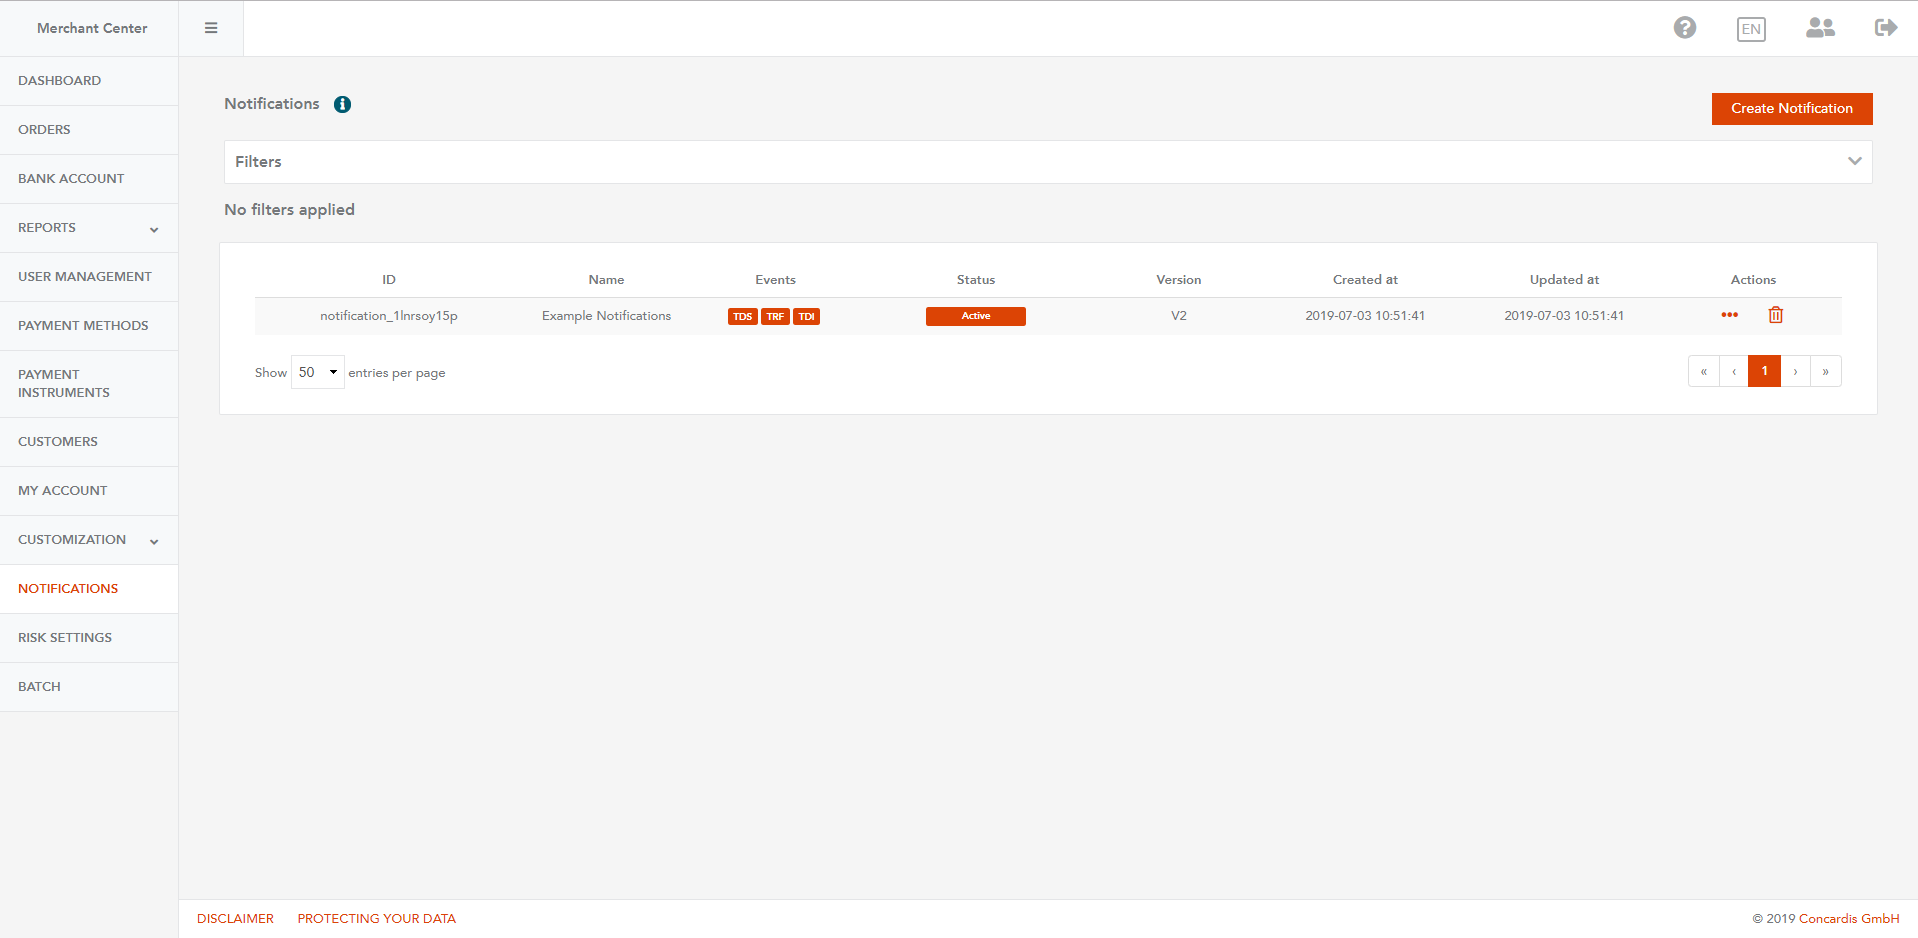 Merchant Center
EN
DASHBOARD
ORDERS
BANK ACCOUNT
REPORTS
USER MANAGEMENT
PAYMENT METHODS
PAYMENT
INSTRUMENTS
CUSTOMERS
MY ACCOUNT
CUSTOMIZATION
NOTIFICATIONS
RISK SETTINGS
BATCH
Notifications
Create Notification
Filters
No filters applied
ID Name Events Status Version Created at Updated at Actions
notification_1lnrsoy15p Example Notifications TDS TRF TDI Active V2 2019-07-03 10:51:41 2019-07-03 10:51:41
Show 50 entries per page
« ‹ 1 › »
DISCLAIMER PROTECTING YOUR DATA
© 2019 Concardis GmbH